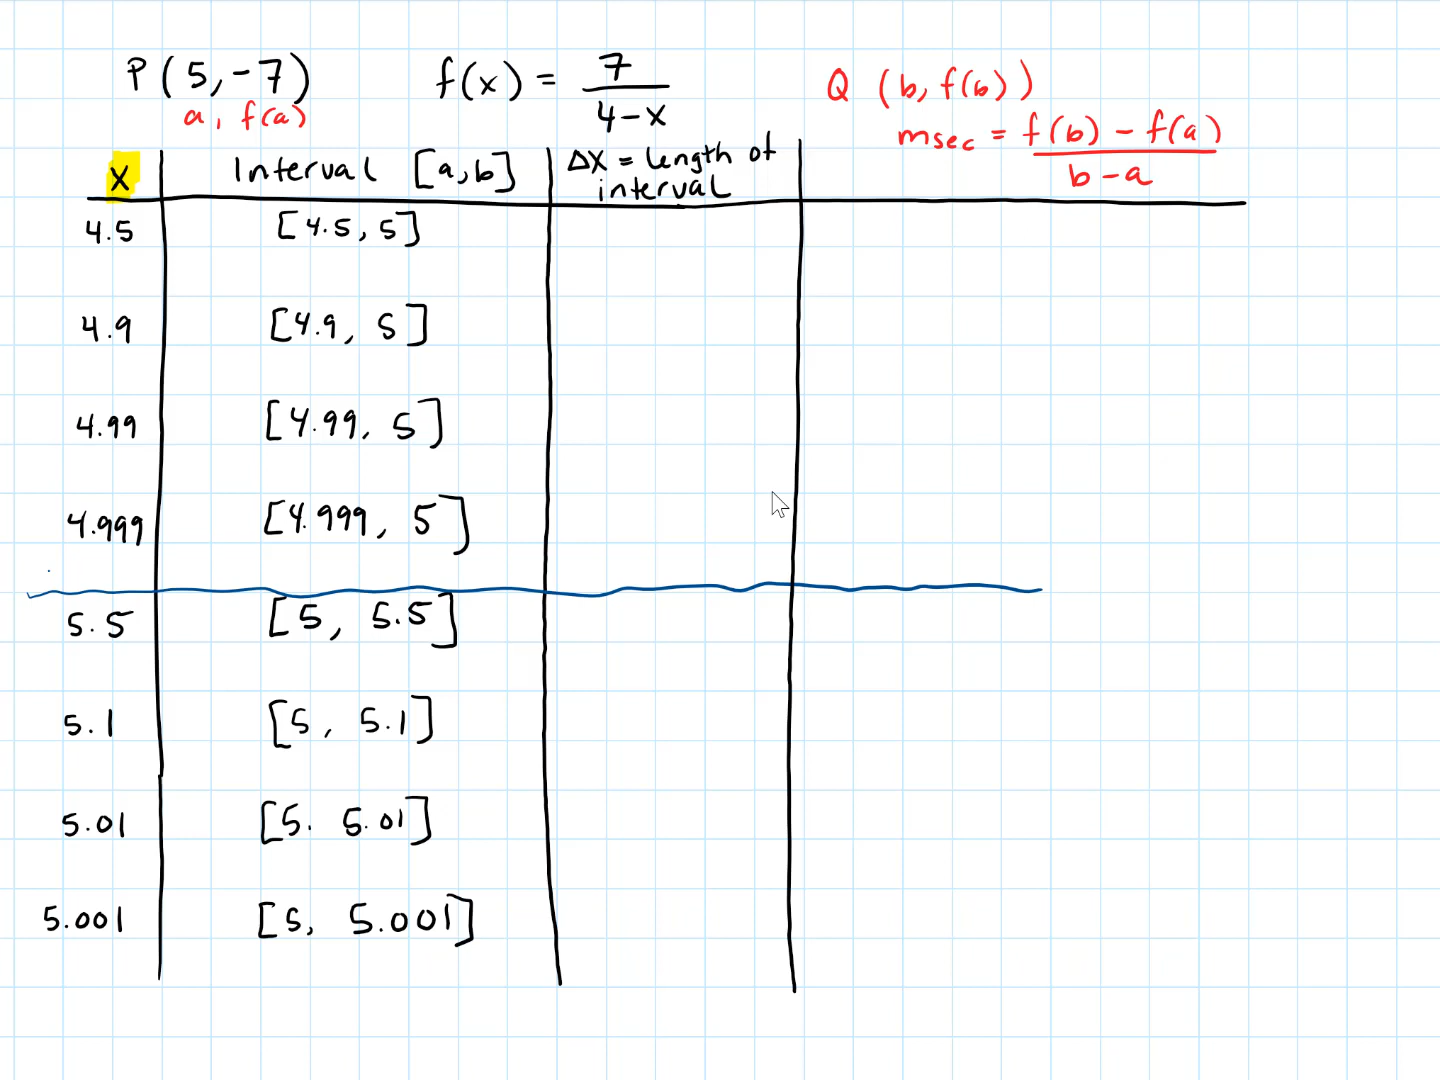 P (5, -7)
a, f(a)
f(x) = 7 / (4-x)
Q (b, f(b))
msec = (f(b) - f(a)) / (b-a)
x | Interval [a,b] | Δx = length of interval
4.5 [4.5, 5]
4.9 [4.9, 5]
4.99 [4.99, 5]
4.999 [4.999, 5]
5.5 [5, 5.5]
5.1 [5, 5.1]
5.01 [5. 5.01]
5.001 [5, 5.001]